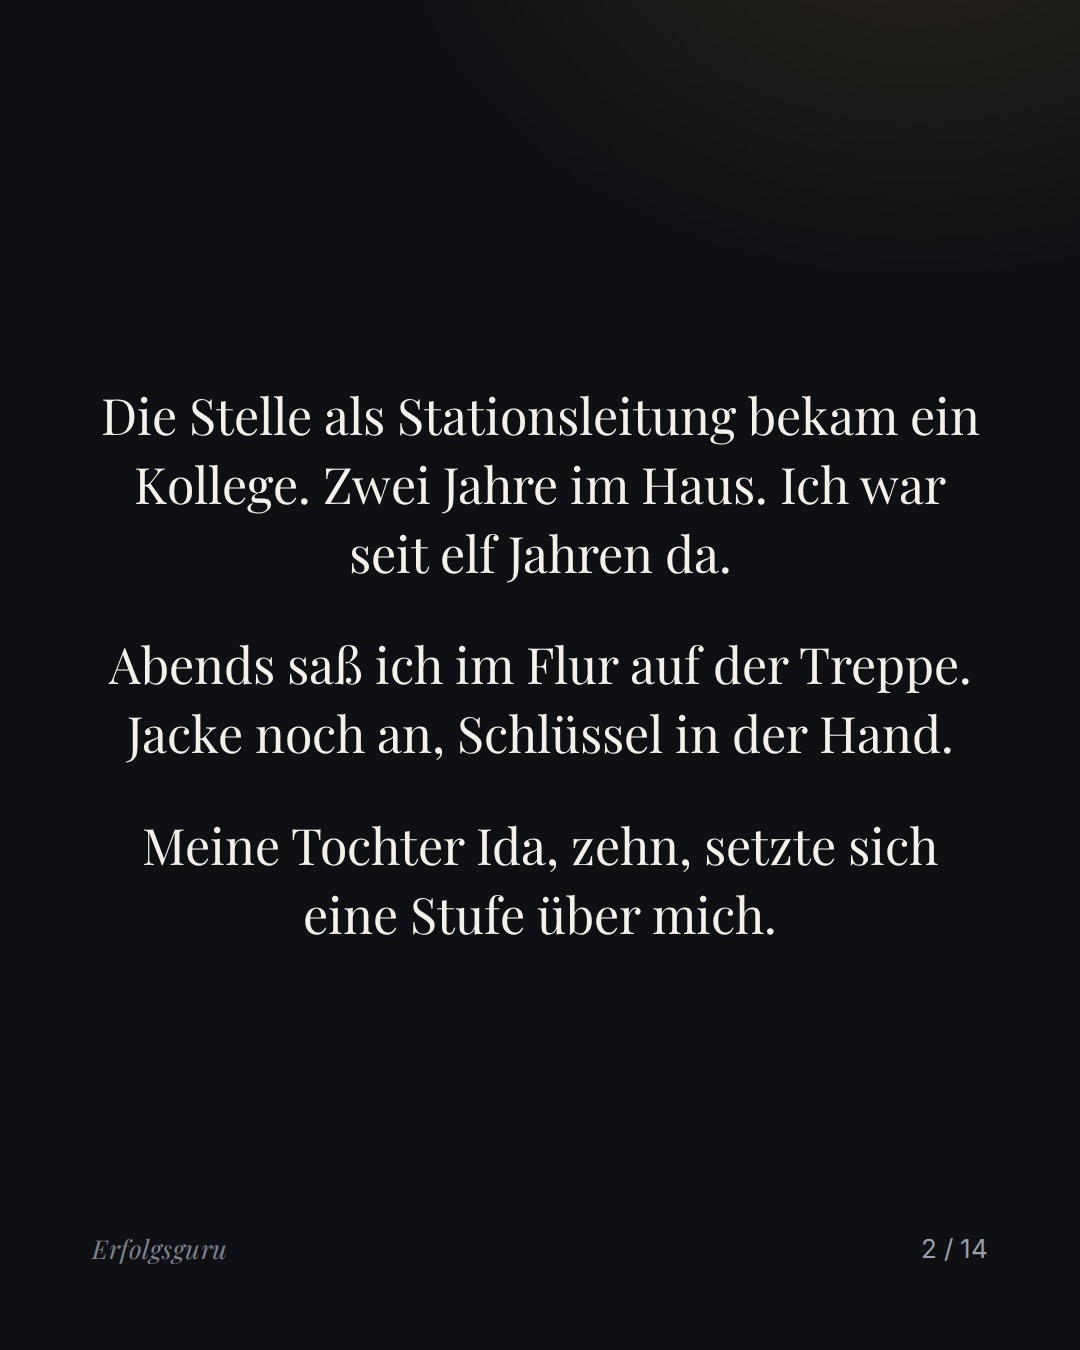 Die Stelle als Stationsleitung bekam ein
Kollege. Zwei Jahre im Haus. Ich war
seit elf Jahren da.
Abends saß ich im Flur auf der Treppe.
Jacke noch an, Schlüssel in der Hand.
Meine Tochter Ida, zehn, setzte sich
eine Stufe über mich.
Erfolgsguru
2 / 14